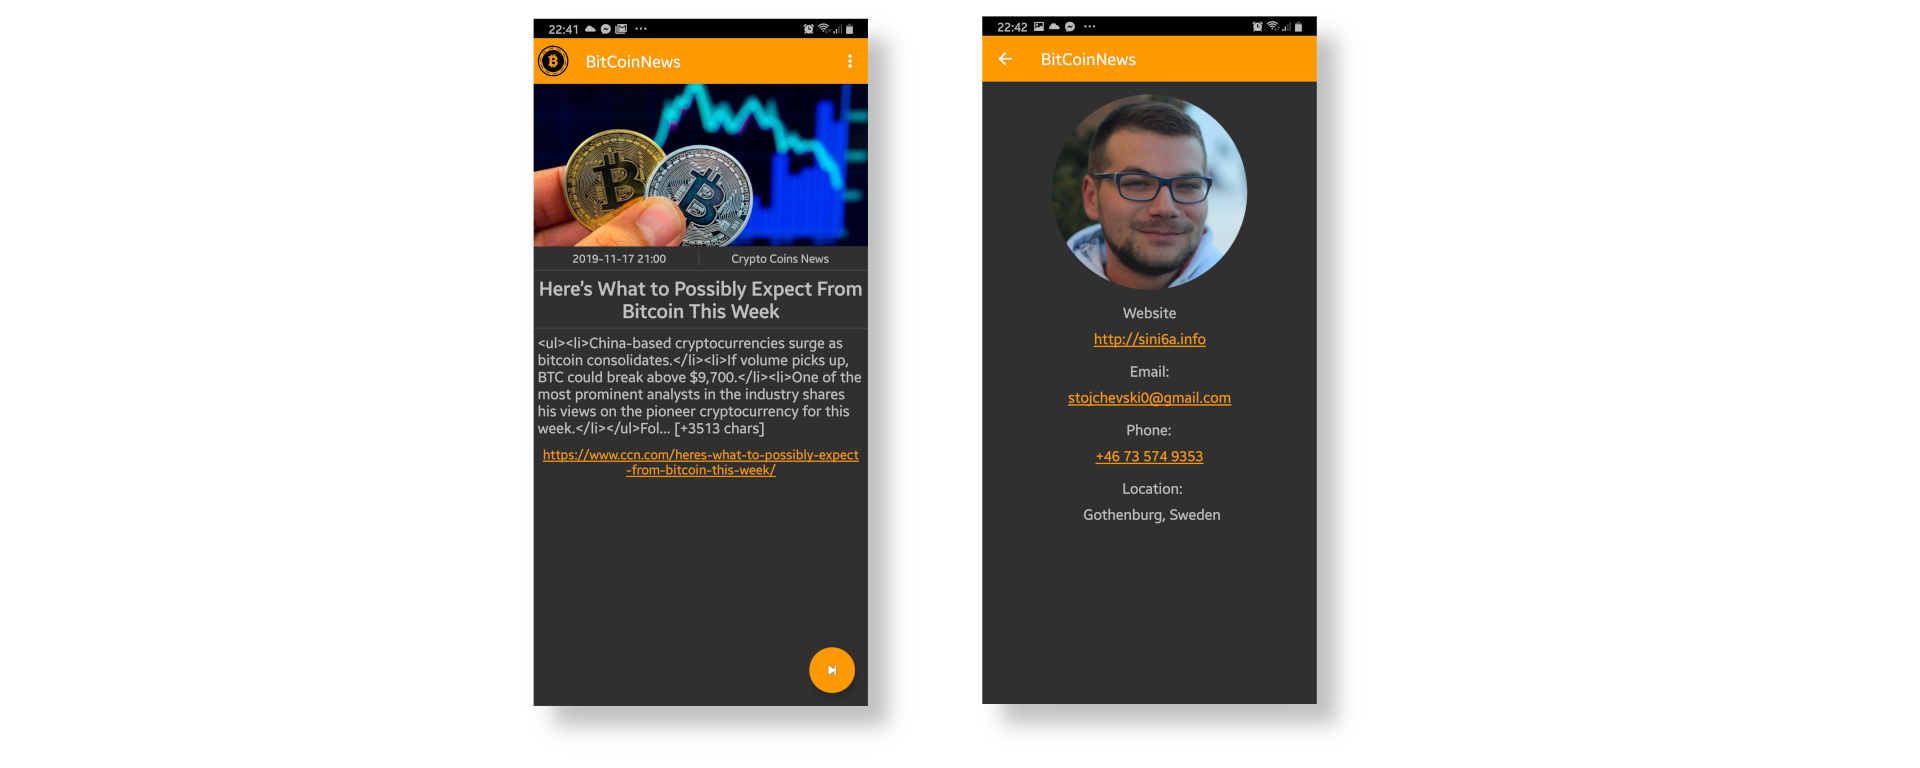 22:41
BitCoinNews
2019-11-17 21:00
Crypto Coins News
Here's What to Possibly Expect From
Bitcoin This Week
<ul><li>China-based cryptocurrencies surge as
bitcoin consolidates.</li><li>If volume picks up,
BTC could break above $9,700.</li><li>One of the
most prominent analysts in the industry shares
his views on the pioneer cryptocurrency for this
week.</li></ul>Fol... [+3513 chars]
https://www.ccn.com/heres-what-to-possibly-expect
-from-bitcoin-this-week/
22:42
BitCoinNews
Website
http://sini6a.info
Email:
stojchevski0@gmail.com
Phone:
+46 73 574 9353
Location:
Gothenburg, Sweden